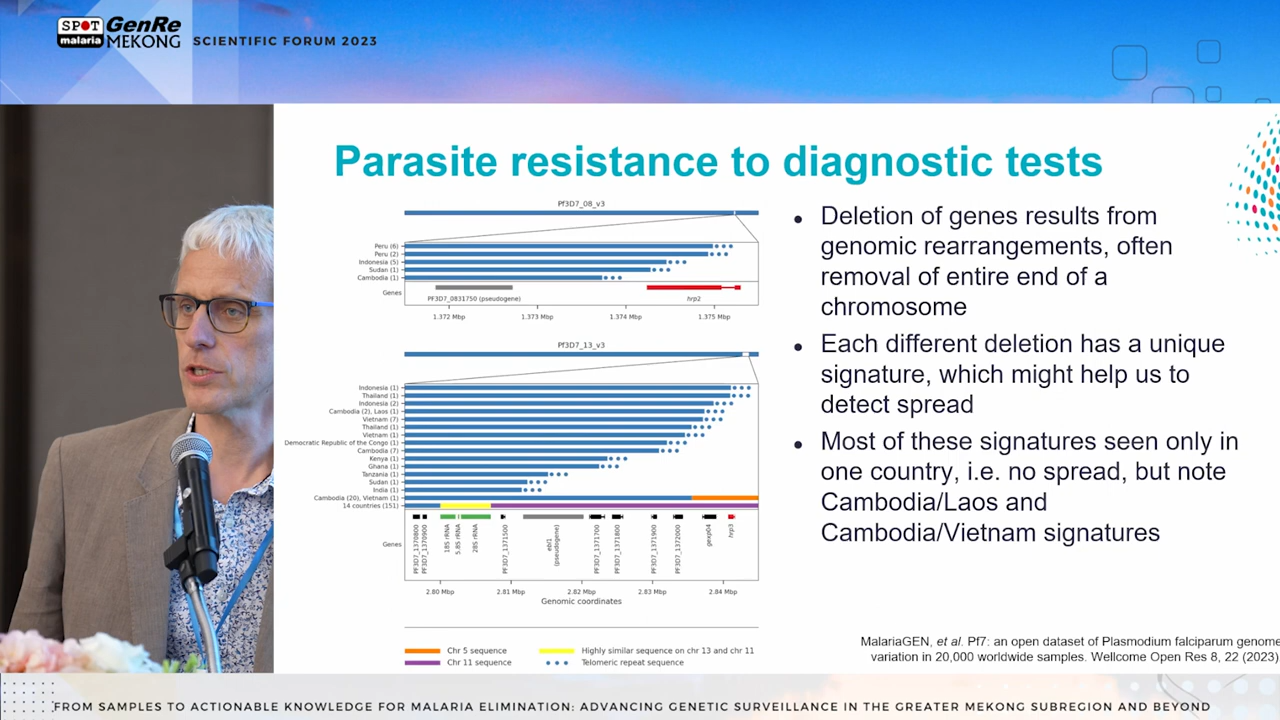 SPOT malaria GenRe MEKONG SCIENTIFIC FORUM 2023
Parasite resistance to diagnostic tests
Pf3D7_08_v3
Peru (6)
Peru (2)
Indonesia (5)
Sudan (1)
Cambodia (1)
Genes
PF3D7_0831750 (pseudogene)
hrp2
1.372 Mbp 1.373 Mbp 1.374 Mbp 1.375 Mbp
Pf3D7_13_v3
Indonesia (1)
Thailand (1)
Indonesia (2)
Cambodia (2), Laos (1)
Vietnam (7)
Thailand (1)
Vietnam (1)
Democratic Republic of the Congo (1)
Cambodia (7)
Kenya (1)
Ghana (1)
Tanzania (1)
Sudan (1)
India (1)
Cambodia (20), Vietnam (1)
14 countries (151)
Genes
PF3D7_1370800
PF3D7_1370900
18S rRNA
5.8S rRNA
28S rRNA
PF3D7_1371500
ebl1
(pseudogene)
PF3D7_1371700
PF3D7_1371800
PF3D7_1371900
PF3D7_1372000
gexp04
hrp3
2.80 Mbp 2.81 Mbp 2.82 Mbp 2.83 Mbp 2.84 Mbp
Genomic coordinates
Chr 5 sequence
Highly similar sequence on chr 13 and chr 11
Chr 11 sequence
Telomeric repeat sequence
• Deletion of genes results from
genomic rearrangements, often
removal of entire end of a
chromosome
• Each different deletion has a unique
signature, which might help us to
detect spread
• Most of these signatures seen only in
one country, i.e. no spread, but note
Cambodia/Laos and
Cambodia/Vietnam signatures
MalariaGEN, et al. Pf7: an open dataset of Plasmodium falciparum genome
variation in 20,000 worldwide samples. Wellcome Open Res 8, 22 (2023)
FROM SAMPLES TO ACTIONABLE KNOWLEDGE FOR MALARIA ELIMINATION: ADVANCING GENETIC SURVEILLANCE IN THE GREATER MEKONG SUBREGION AND BEYOND